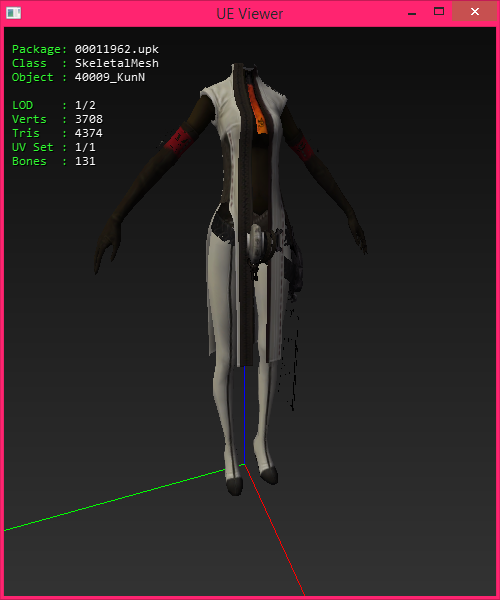 UE Viewer
Package: 00011962.upk
Class  : SkeletalMesh
Object : 40009_KunN
LOD    : 1/2
Verts  : 3708
Tris   : 4374
UV Set : 1/1
Bones  : 131